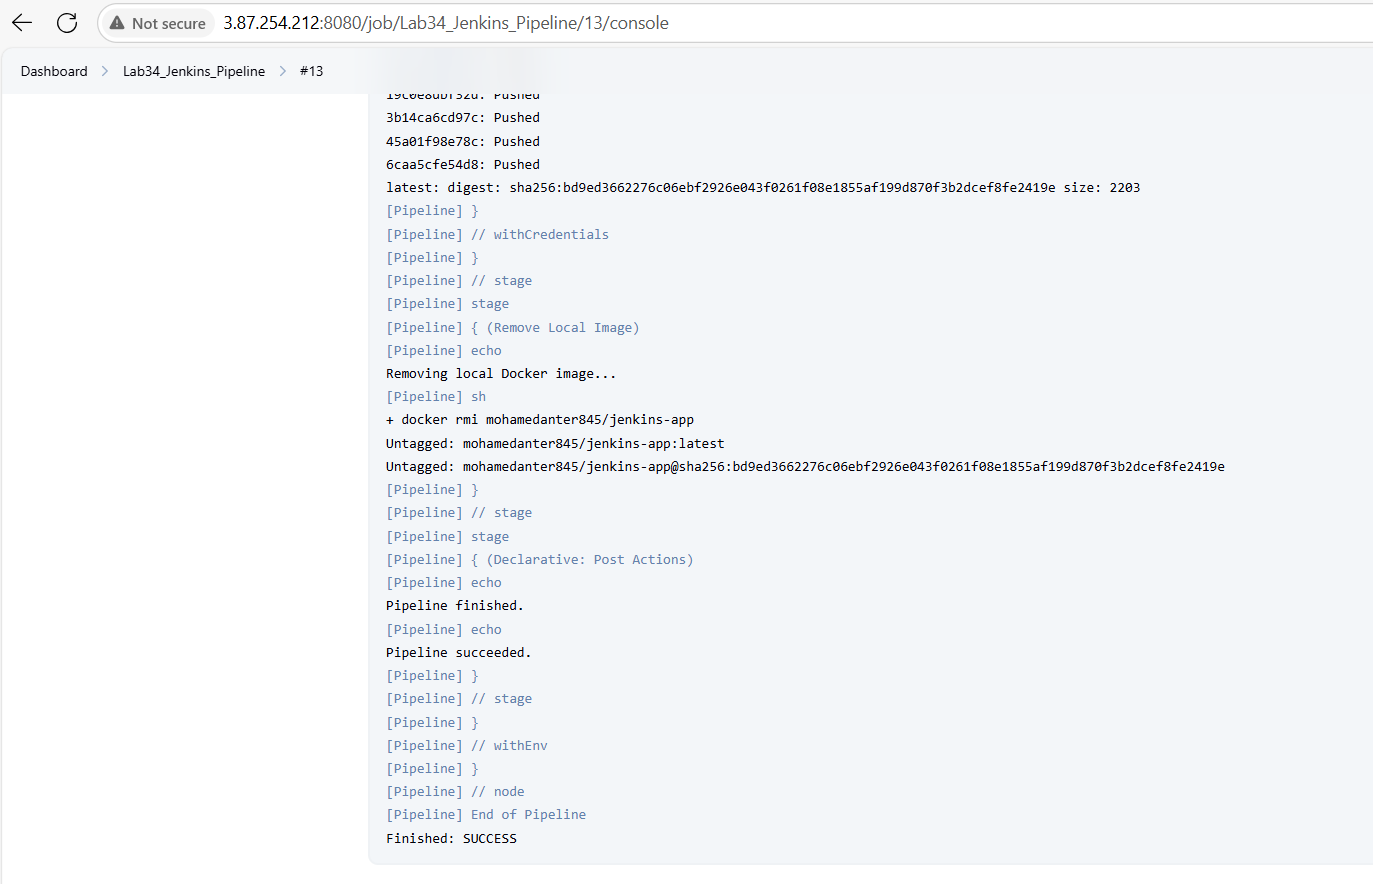 Not secure 3.87.254.212:8080/job/Lab34_Jenkins_Pipeline/13/console
Dashboard > Lab34_Jenkins_Pipeline > #13
Pushed
3b14ca6cd97c: Pushed
45a01f98e78c: Pushed
6caa5cfe54d8: Pushed
latest: digest: sha256:bd9ed3662276c06ebf2926e043f0261f08e1855af199d870f3b2dcef8fe2419e size: 2203
[Pipeline] }
[Pipeline] // withCredentials
[Pipeline] }
[Pipeline] // stage
[Pipeline] stage
[Pipeline] { (Remove Local Image)
[Pipeline] echo
Removing local Docker image...
[Pipeline] sh
+ docker rmi mohamedanter845/jenkins-app
Untagged: mohamedanter845/jenkins-app:latest
Untagged: mohamedanter845/jenkins-app@sha256:bd9ed3662276c06ebf2926e043f0261f08e1855af199d870f3b2dcef8fe2419e
[Pipeline] }
[Pipeline] // stage
[Pipeline] stage
[Pipeline] { (Declarative: Post Actions)
[Pipeline] echo
Pipeline finished.
[Pipeline] echo
Pipeline succeeded.
[Pipeline] }
[Pipeline] // stage
[Pipeline] }
[Pipeline] // withEnv
[Pipeline] }
[Pipeline] // node
[Pipeline] End of Pipeline
Finished: SUCCESS